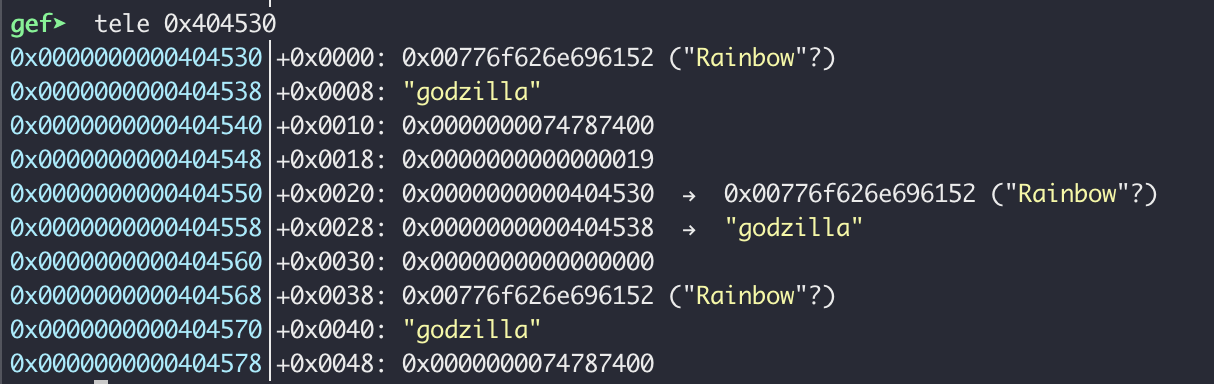 gef➤  tele 0x404530
0x0000000000404530│+0x0000: 0x00776f626e696152 ("Rainbow"?)
0x0000000000404538│+0x0008: "godzilla"
0x0000000000404540│+0x0010: 0x0000000074787400
0x0000000000404548│+0x0018: 0x0000000000000019
0x0000000000404550│+0x0020: 0x0000000000404530  →  0x00776f626e696152 ("Rainbow"?)
0x0000000000404558│+0x0028: 0x0000000000404538  →  "godzilla"
0x0000000000404560│+0x0030: 0x0000000000000000
0x0000000000404568│+0x0038: 0x00776f626e696152 ("Rainbow"?)
0x0000000000404570│+0x0040: "godzilla"
0x0000000000404578│+0x0048: 0x0000000074787400